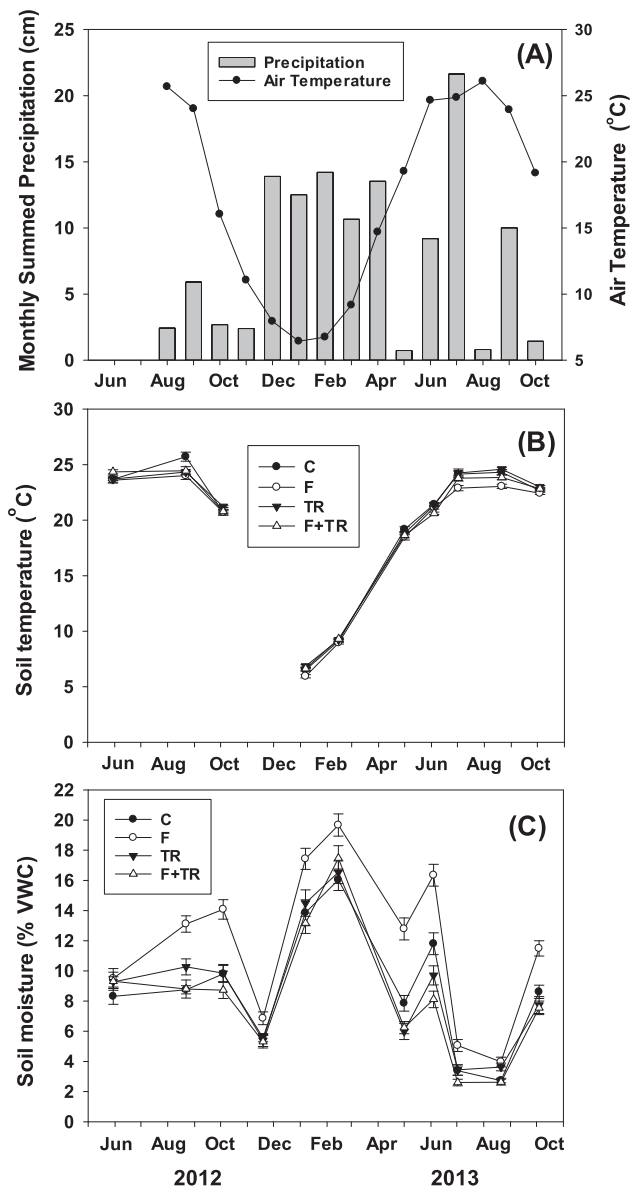 (A)
Precipitation
Air Temperature
Monthly Summed Precipitation (cm)
25
20
15
10
5
0
Air Temperature (°C)
30
25
20
15
10
5
Jun Aug Oct Dec Feb Apr Jun Aug Oct
(B)
C
F
TR
F+TR
Soil temperature (°C)
30
25
20
15
10
5
0
Jun Aug Oct Dec Feb Apr Jun Aug Oct
(C)
C
F
TR
F+TR
Soil moisture (% VWC)
22
20
18
16
14
12
10
8
6
4
2
0
Jun Aug Oct Dec Feb Apr Jun Aug Oct
2012 2013